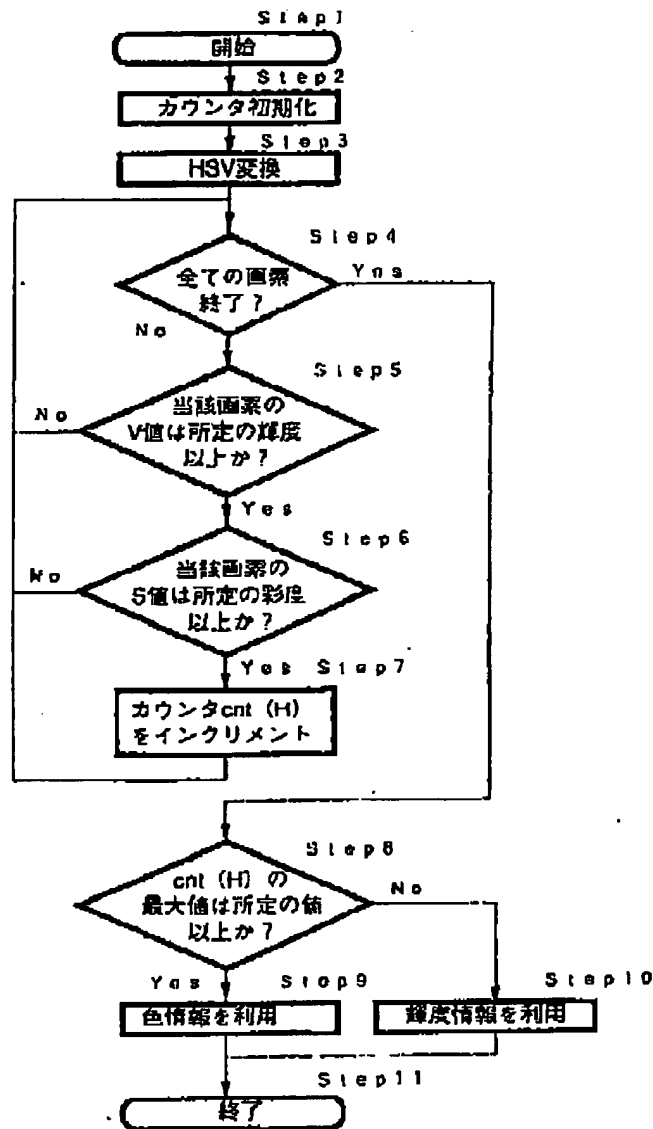 Step1
開始
Step2
カウンタ初期化
Step3
HSV変換
Step4
全ての画素
終了？
Yes
No
Step5
当該画素の
V値は所定の輝度
以上か？
No
Yes
Step6
当該画素の
S値は所定の彩度
以上か？
No
Yes Step7
カウンタcnt (H)
をインクリメント
Step8
cnt (H) の
最大値は所定の値
以上か？
No
Yes Step9
色情報を利用
Step10
輝度情報を利用
Step11
終了